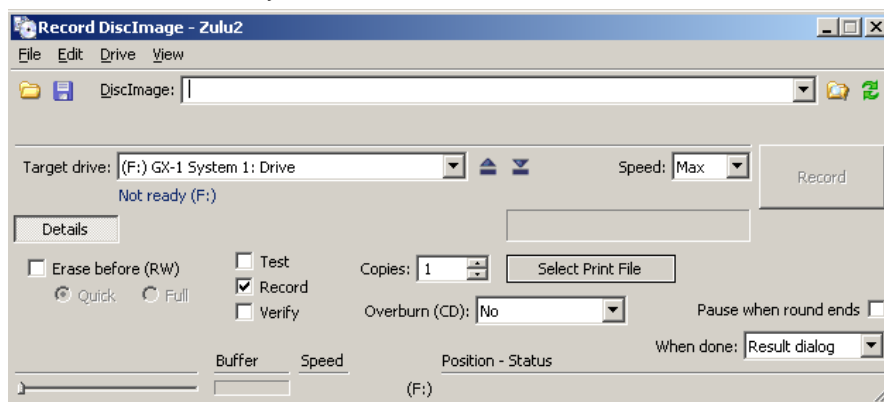 Record DiscImage - Zulu2
File Edit Drive View
DiscImage:
Target drive: (F:) GX-1 System 1: Drive Speed: Max Record
Not ready (F:)
Details
Erase before (RW) Test Copies: 1 Select Print File
Quick Full Record
Verify Overburn (CD): No Pause when round ends
When done: Result dialog
Buffer Speed Position - Status
(F:)